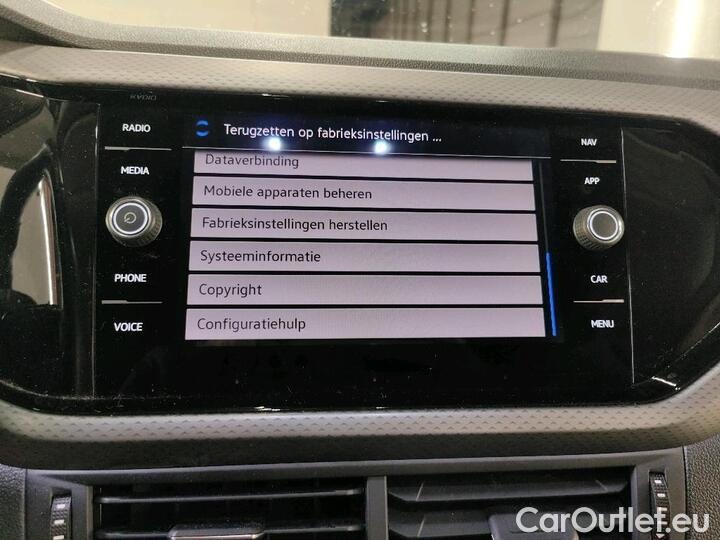 RADIO
MEDIA
PHONE
VOICE
Terugzetten op fabrieksinstellingen ...
Dataverbinding
Mobiele apparaten beheren
Fabrieksinstellingen herstellen
Systeeminformatie
Copyright
Configuratiehulp
NAV
APP
CAR
MENU
CarOutlet.eu